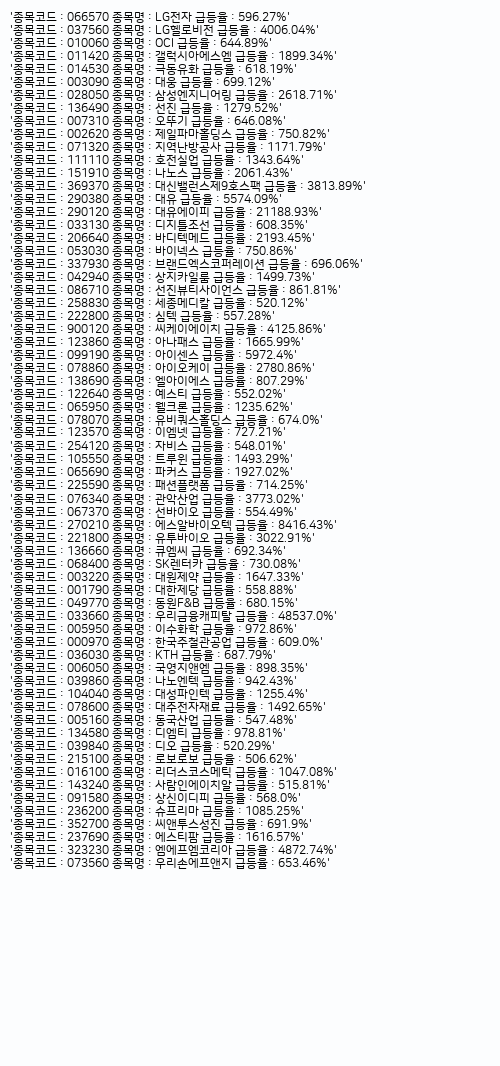 '종목코드 : 066570 종목명 : LG전자 급등율 : 596.27%'
'종목코드 : 037560 종목명 : LG헬로비전 급등율 : 4006.04%'
'종목코드 : 010060 종목명 : OCI 급등율 : 644.89%'
'종목코드 : 011420 종목명 : 갤럭시아에스엠 급등율 : 1899.34%'
'종목코드 : 014530 종목명 : 극동유화 급등율 : 618.19%'
'종목코드 : 003090 종목명 : 대웅 급등율 : 699.12%'
'종목코드 : 028050 종목명 : 삼성엔지니어링 급등율 : 2618.71%'
'종목코드 : 136490 종목명 : 선진 급등율 : 1279.52%'
'종목코드 : 007310 종목명 : 오뚜기 급등율 : 646.08%'
'종목코드 : 002620 종목명 : 제일파마홀딩스 급등율 : 750.82%'
'종목코드 : 071320 종목명 : 지역난방공사 급등율 : 1171.79%'
'종목코드 : 111110 종목명 : 호전실업 급등율 : 1343.64%'
'종목코드 : 151910 종목명 : 나노스 급등율 : 2061.43%'
'종목코드 : 369370 종목명 : 대신밸런스제9호스팩 급등율 : 3813.89%'
'종목코드 : 290380 종목명 : 대유 급등율 : 5574.09%'
'종목코드 : 290120 종목명 : 대유에이피 급등율 : 21188.93%'
'종목코드 : 033130 종목명 : 디지틀조선 급등율 : 608.35%'
'종목코드 : 206640 종목명 : 바디텍메드 급등율 : 2193.45%'
'종목코드 : 053030 종목명 : 바이넥스 급등율 : 750.86%'
'종목코드 : 337930 종목명 : 브랜드엑스코퍼레이션 급등율 : 696.06%'
'종목코드 : 042940 종목명 : 상지카일룸 급등율 : 1499.73%'
'종목코드 : 086710 종목명 : 선진뷰티사이언스 급등율 : 861.81%'
'종목코드 : 258830 종목명 : 세종메디칼 급등율 : 520.12%'
'종목코드 : 222800 종목명 : 심텍 급등율 : 557.28%'
'종목코드 : 900120 종목명 : 씨케이에이치 급등율 : 4125.86%'
'종목코드 : 123860 종목명 : 아나패스 급등율 : 1665.99%'
'종목코드 : 099190 종목명 : 아이센스 급등율 : 5972.4%'
'종목코드 : 078860 종목명 : 아이오케이 급등율 : 2780.86%'
'종목코드 : 138690 종목명 : 엘아이에스 급등율 : 807.29%'
'종목코드 : 122640 종목명 : 예스티 급등율 : 552.02%'
'종목코드 : 065950 종목명 : 웰크론 급등율 : 1235.62%'
'종목코드 : 078070 종목명 : 유비쿼스홀딩스 급등율 : 674.0%'
'종목코드 : 123570 종목명 : 이엠넷 급등율 : 727.21%'
'종목코드 : 254120 종목명 : 자비스 급등율 : 548.01%'
'종목코드 : 105550 종목명 : 트루윈 급등율 : 1493.29%'
'종목코드 : 065690 종목명 : 파커스 급등율 : 1927.02%'
'종목코드 : 225590 종목명 : 패션플랫폼 급등율 : 714.25%'
'종목코드 : 076340 종목명 : 관악산업 급등율 : 3773.02%'
'종목코드 : 067370 종목명 : 선바이오 급등율 : 554.49%'
'종목코드 : 270210 종목명 : 에스알바이오텍 급등율 : 8416.43%'
'종목코드 : 221800 종목명 : 유투바이오 급등율 : 3022.91%'
'종목코드 : 136660 종목명 : 큐엠씨 급등율 : 692.34%'
'종목코드 : 068400 종목명 : SK렌터카 급등율 : 730.08%'
'종목코드 : 003220 종목명 : 대원제약 급등율 : 1647.33%'
'종목코드 : 001790 종목명 : 대한제당 급등율 : 558.88%'
'종목코드 : 049770 종목명 : 동원F&B 급등율 : 680.15%'
'종목코드 : 033660 종목명 : 우리금융캐피탈 급등율 : 48537.0%'
'종목코드 : 005950 종목명 : 이수화학 급등율 : 972.86%'
'종목코드 : 000970 종목명 : 한국주철관공업 급등율 : 609.0%'
'종목코드 : 036030 종목명 : KTH 급등율 : 687.79%'
'종목코드 : 006050 종목명 : 국영지앤엠 급등율 : 898.35%'
'종목코드 : 039860 종목명 : 나노엔텍 급등율 : 942.43%'
'종목코드 : 104040 종목명 : 대성파인텍 급등율 : 1255.4%'
'종목코드 : 078600 종목명 : 대주전자재료 급등율 : 1492.65%'
'종목코드 : 005160 종목명 : 동국산업 급등율 : 547.48%'
'종목코드 : 134580 종목명 : 디엠티 급등율 : 978.81%'
'종목코드 : 039840 종목명 : 디오 급등율 : 520.29%'
'종목코드 : 215100 종목명 : 로보로보 급등율 : 506.62%'
'종목코드 : 016100 종목명 : 리더스코스메틱 급등율 : 1047.08%'
'종목코드 : 143240 종목명 : 사람인에이치알 급등율 : 515.81%'
'종목코드 : 091580 종목명 : 상신이디피 급등율 : 568.0%'
'종목코드 : 236200 종목명 : 슈프리마 급등율 : 1085.25%'
'종목코드 : 352700 종목명 : 씨앤투스성진 급등율 : 691.9%'
'종목코드 : 237690 종목명 : 에스티팜 급등율 : 1616.57%'
'종목코드 : 323230 종목명 : 엠에프엠코리아 급등율 : 4872.74%'
'종목코드 : 073560 종목명 : 우리손에프앤지 급등율 : 653.46%'